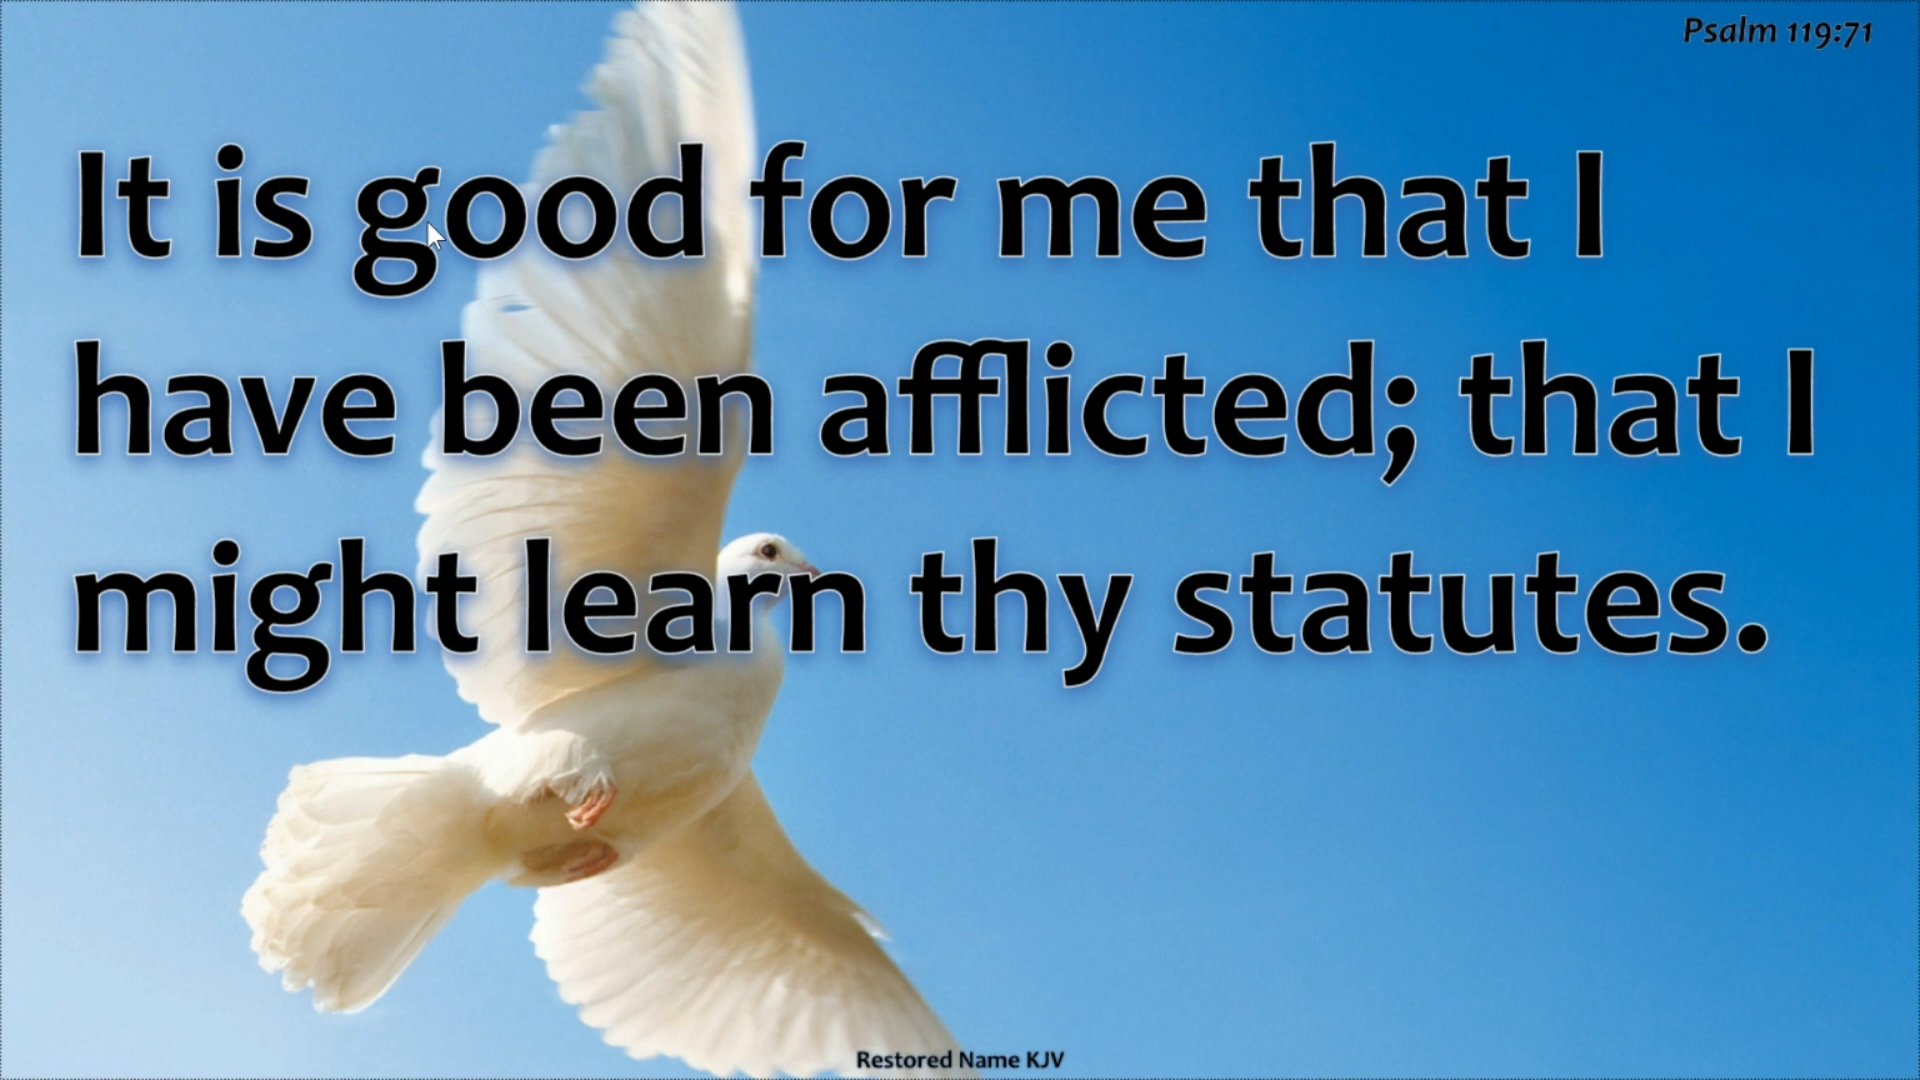 Psalm 119:71
It is good for me that I
have been afflicted; that I
might learn thy statutes.
Restored Name KJV